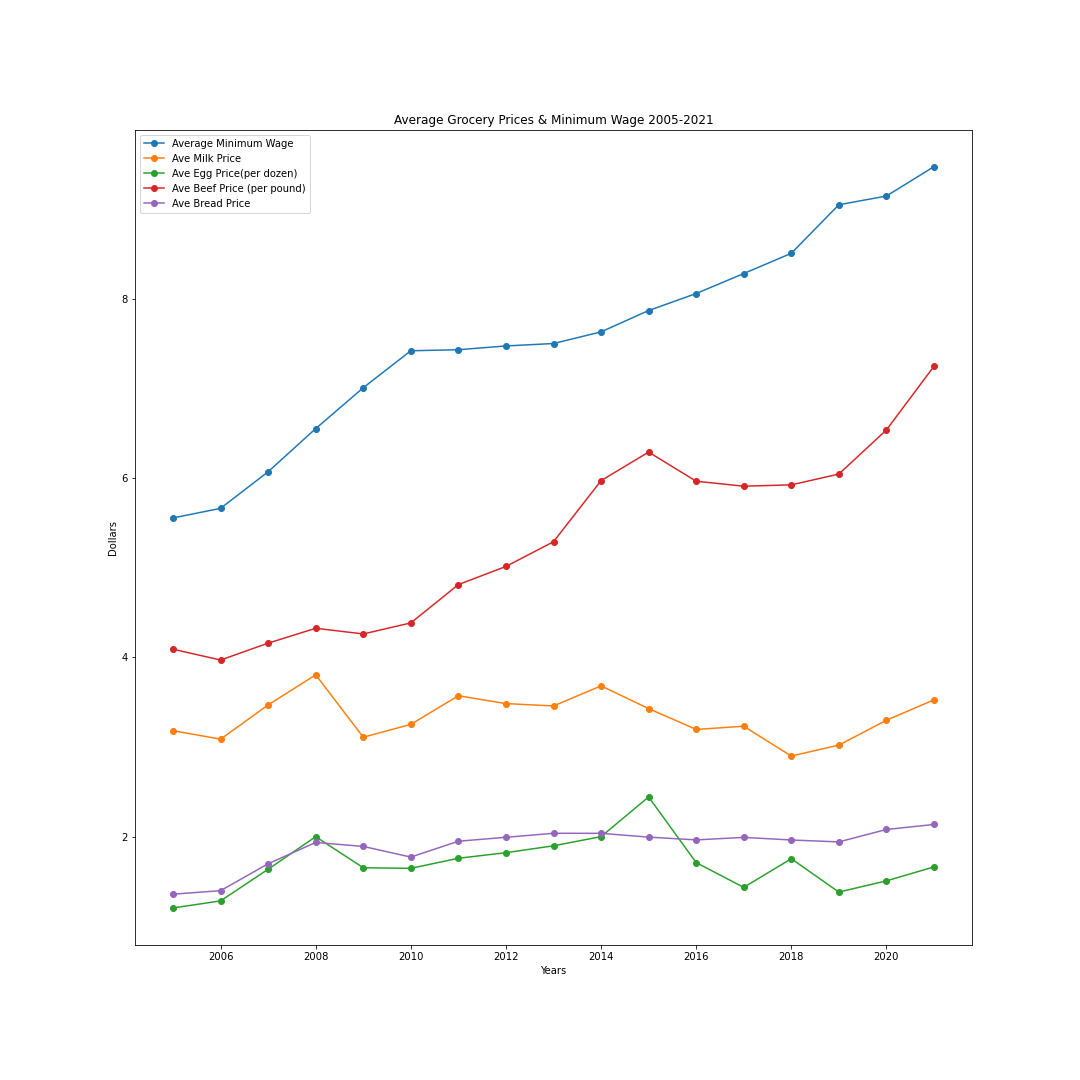 Average Grocery Prices & Minimum Wage 2005-2021
Average Minimum Wage
Ave Milk Price
Ave Egg Price(per dozen)
Ave Beef Price (per pound)
Ave Bread Price
8
6
4
2
Dollars
2006 2008 2010 2012 2014 2016 2018 2020
Years